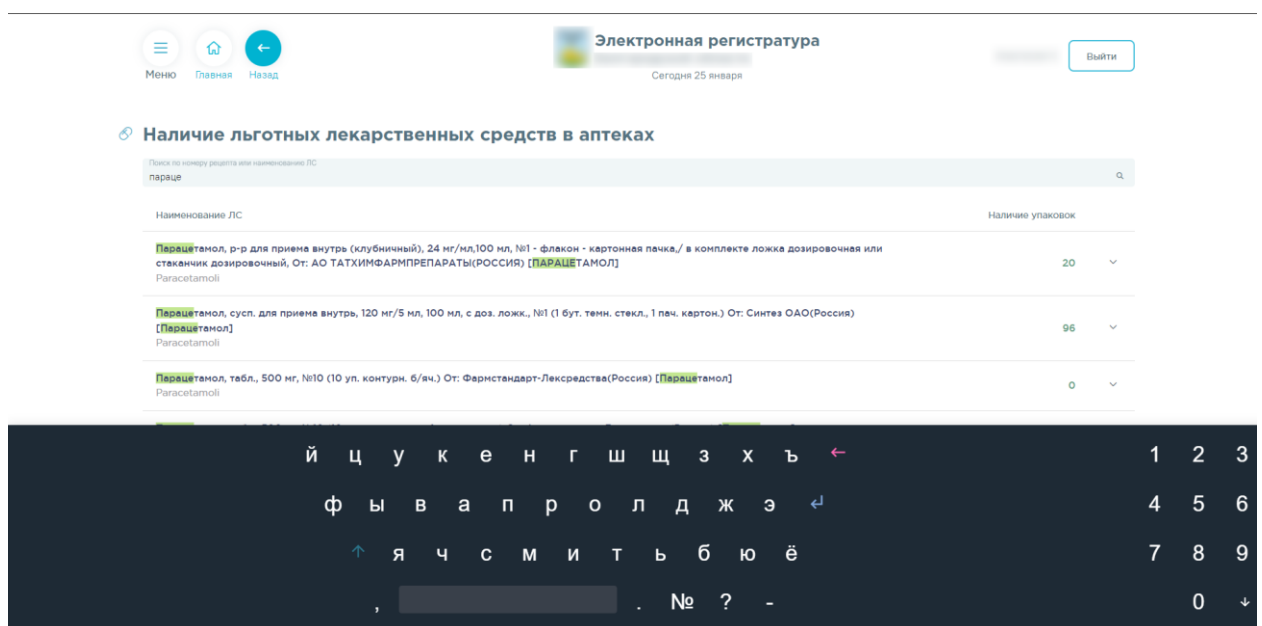 Электронная регистратура
Выйти
Меню Главная Назад
Сегодня 25 января
Наличие льготных лекарственных средств в аптеках
Поиск по номеру рецепта или наименованию ЛС
параце
Наименование ЛС Наличие упаковок
Парацетамол, р-р для приема внутрь (клубничный), 24 мг/мл,100 мл, №1 - флакон - картонная пачка,/ в комплекте ложка дозировочная или
стаканчик дозировочный, От: АО ТАТХИМФАРМПРЕПАРАТЫ(РОССИЯ) [ПАРАЦЕТАМОЛ]
20
Paracetamoli
Парацетамол, сусп. для приема внутрь, 120 мг/5 мл, 100 мл, с доз. ложк., №1 (1 бут. темн. стекл., 1 пач. картон.) От: Синтез ОАО(Россия)
[Парацетамол]
96
Paracetamoli
Парацетамол, табл., 500 мг, №10 (10 уп. контурн. б/яч.) От: Фармстандарт-Лексредства(Россия) [Парацетамол]
0
Paracetamoli
й ц у к е н г ш щ з х ъ ← 1 2 3
ф ы в а п р о л д ж э ↵ 4 5 6
↑ я ч с м и т ь б ю ё 7 8 9
, . № ? - 0 ↓